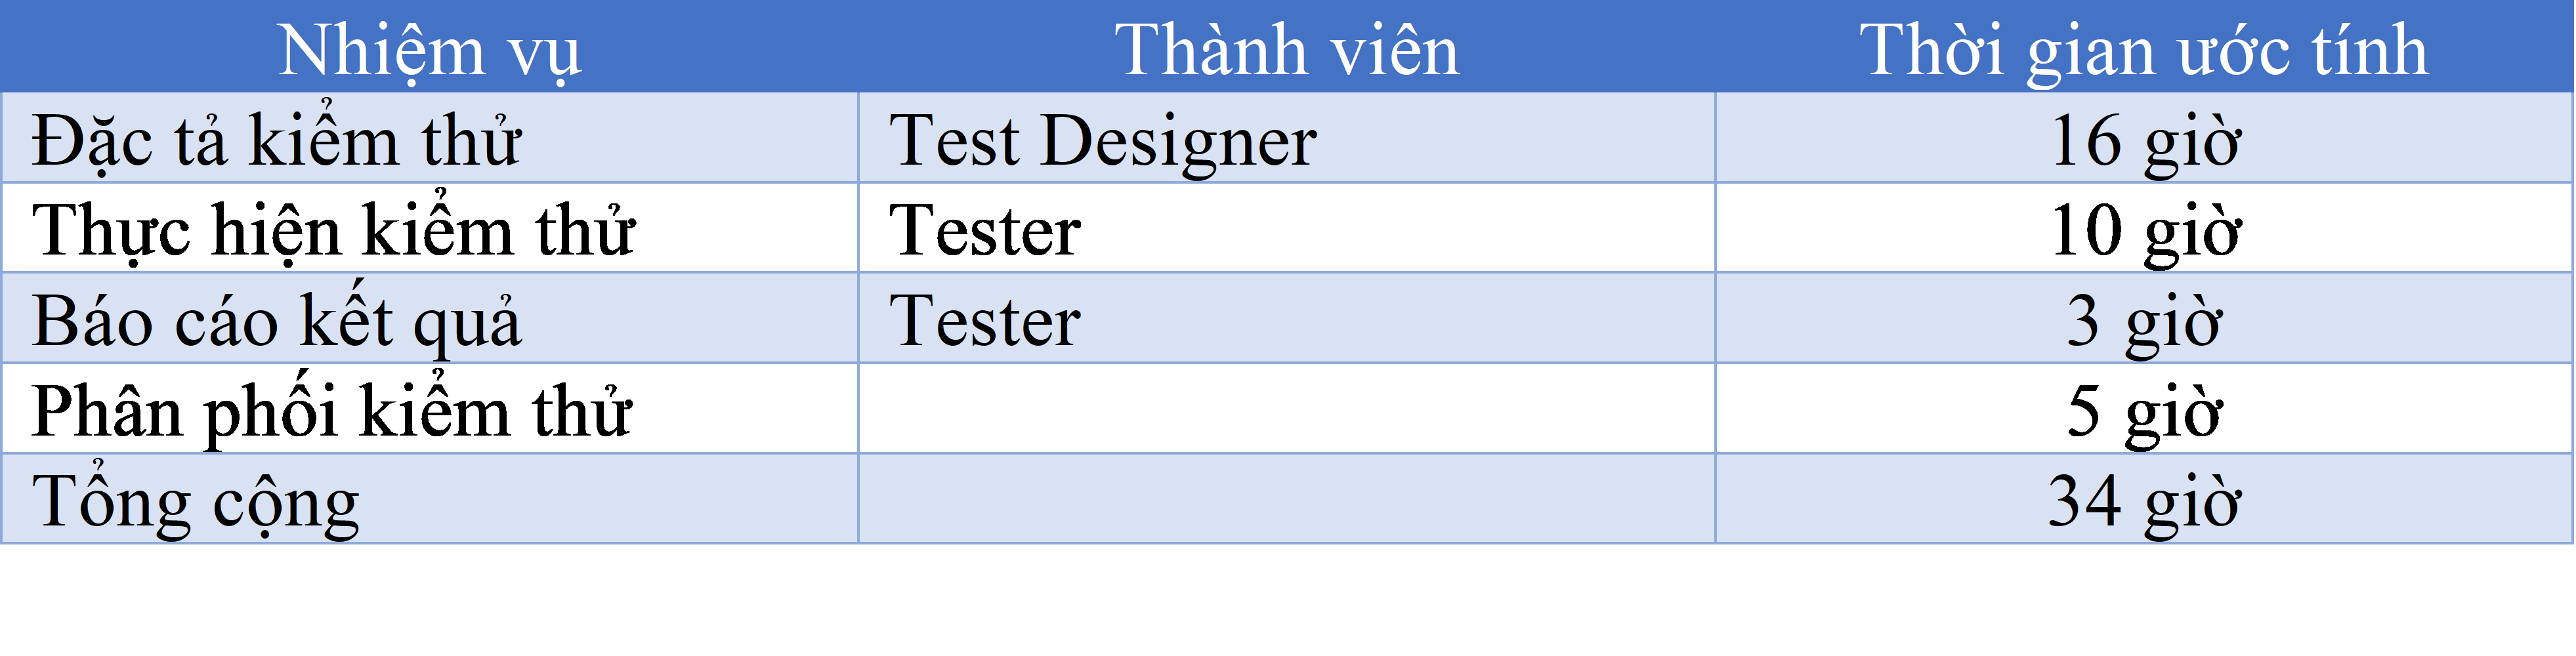 Nhiệm vụ Thành viên Thời gian ước tính
Đặc tả kiểm thử Test Designer 16 giờ
Thực hiện kiểm thử Tester 10 giờ
Báo cáo kết quả Tester 3 giờ
Phân phối kiểm thử 5 giờ
Tổng cộng 34 giờ